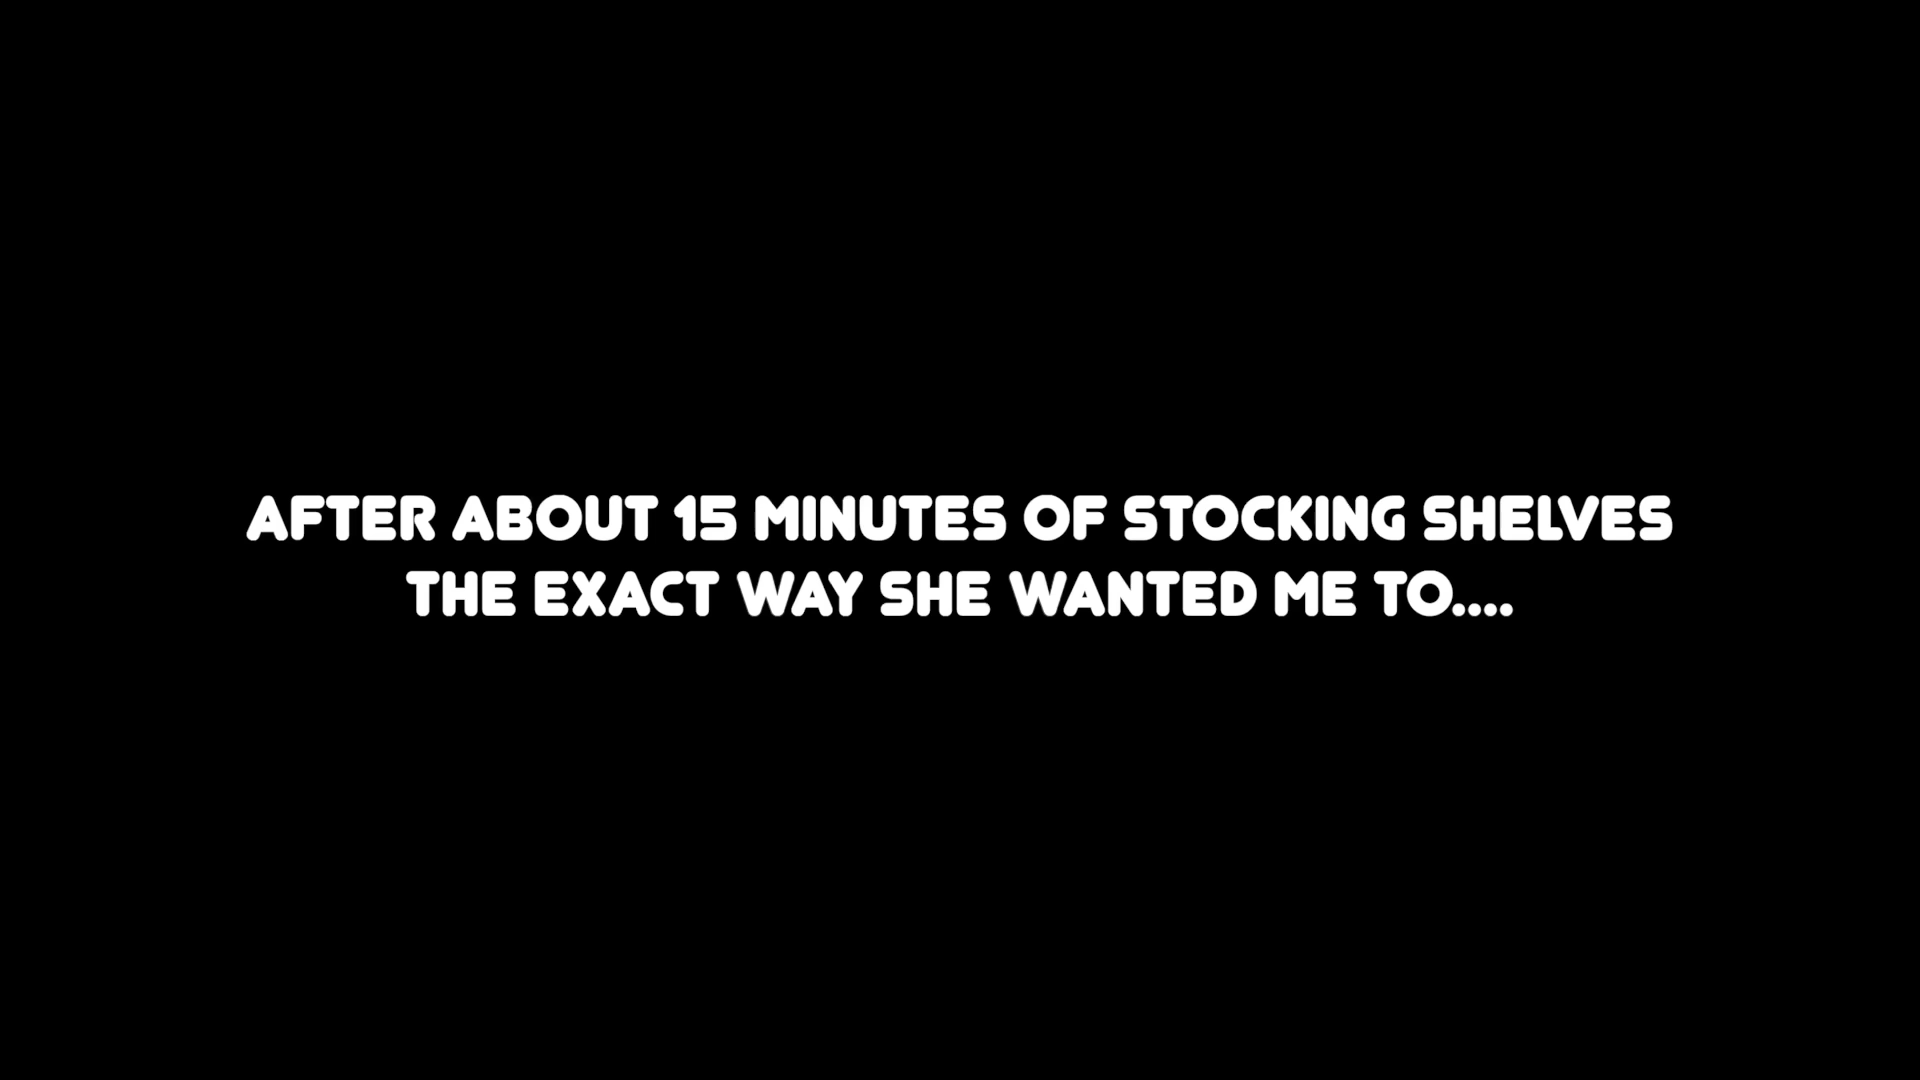 AFTER ABOUT 15 MINUTES OF STOCKING SHELVES
THE EXACT WAY SHE WANTED ME TO....